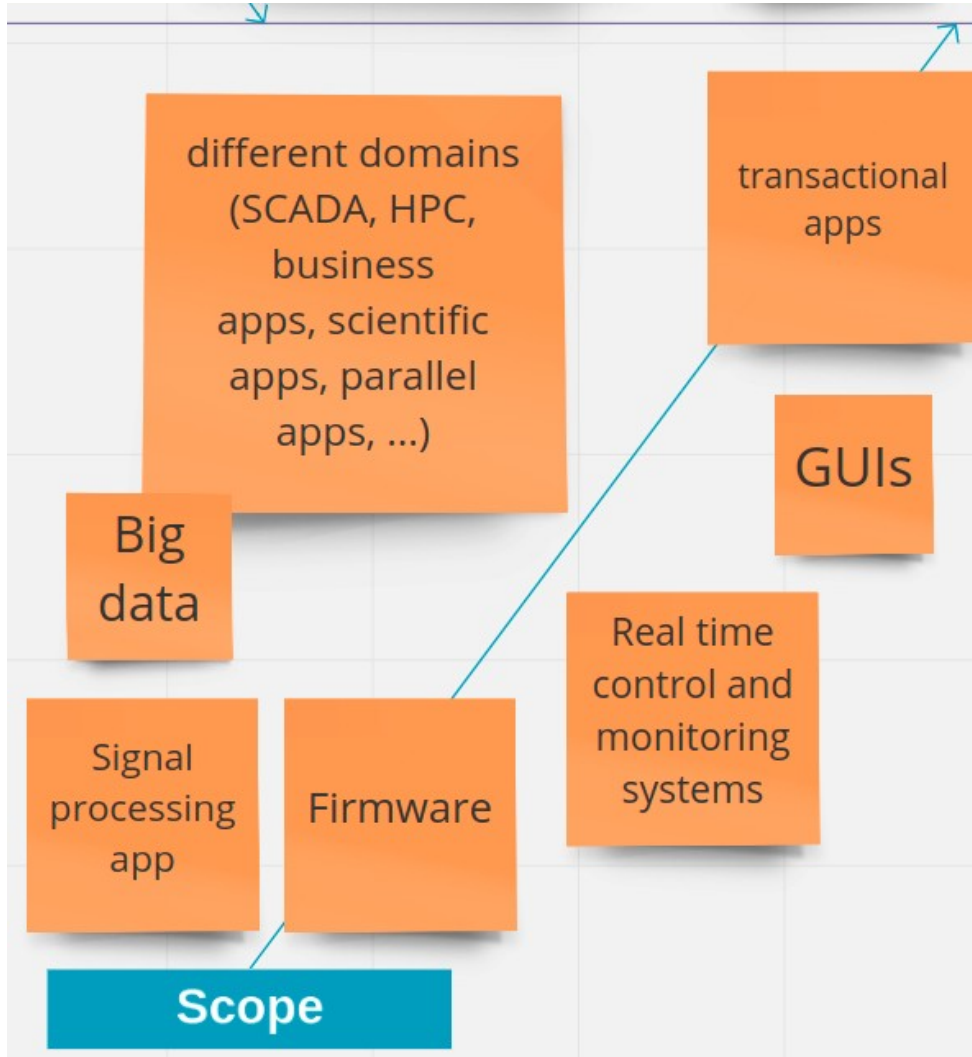 different domains
(SCADA, HPC,
business
apps, scientific
apps, parallel
apps, ...)
transactional
apps
GUIs
Big
data
Real time
control and
monitoring
systems
Signal
processing
app
Firmware
Scope